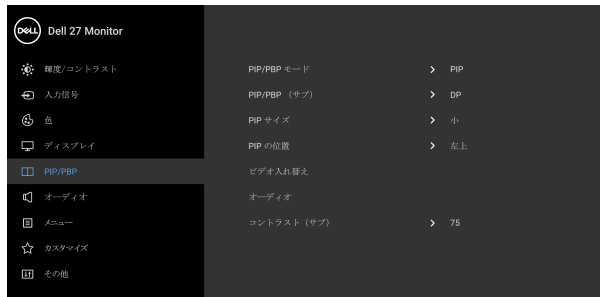 DELL Dell 27 Monitor
輝度/コントラスト PIP/PBP モード PIP
入力信号 PIP/PBP （サブ） DP
色 PIP サイズ 小
ディスプレイ PIP の位置 左上
PIP/PBP ビデオ入れ替え
オーディオ オーディオ
メニュー コントラスト（サブ） 75
カスタマイズ
その他